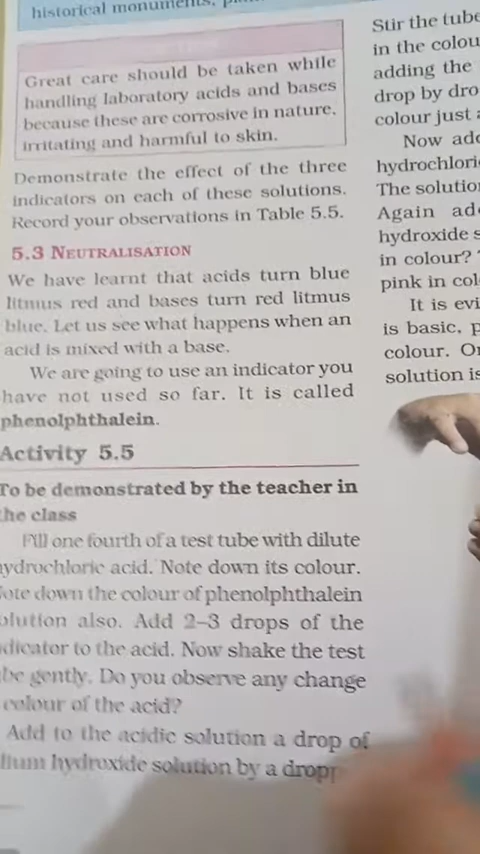 historical monuments,
Great care should be taken while
handling laboratory acids and bases
because these are corrosive in nature,
irritating and harmful to skin.
Demonstrate the effect of the three
indicators on each of these solutions.
Record your observations in Table 5.5.
5.3 NEUTRALISATION
We have learnt that acids turn blue
litmus red and bases turn red litmus
blue. Let us see what happens when an
acid is mixed with a base.
We are going to use an indicator you
have not used so far. It is called
phenolphthalein.
Activity 5.5
To be demonstrated by the teacher in
the class
Fill one fourth of a test tube with dilute
hydrochloric acid. Note down its colour.
Note down the colour of phenolphthalein
olution also. Add 2–3 drops of the
dicator to the acid. Now shake the test
be gently. Do you observe any change
colour of the acid?
Add to the acidic solution a drop of
dium hydroxide solution by a dropp
Stir the tube
in the colou
adding the
drop by dro
colour just
Now add
hydrochlori
The solutio
Again ad
hydroxide s
in colour?
pink in col
It is evi
is basic, p
colour. On
solution is